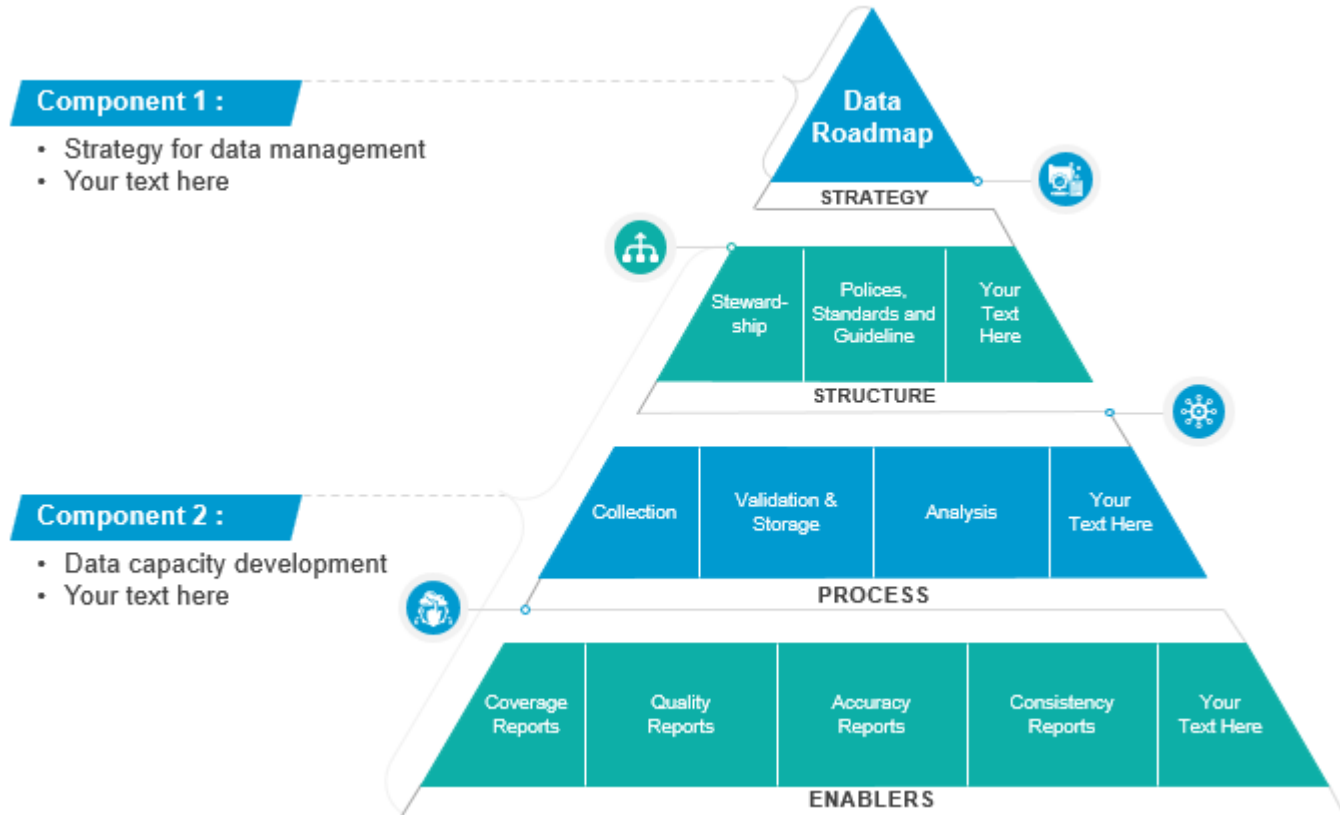 Component 1 :
• Strategy for data management
• Your text here
Data
Roadmap
STRATEGY
Steward-
ship
Polices,
Standards and
Guideline
Your
Text
Here
STRUCTURE
Component 2 :
• Data capacity development
• Your text here
Collection
Validation &
Storage
Analysis
Your
Text Here
PROCESS
Coverage
Reports
Quality
Reports
Accuracy
Reports
Consistency
Reports
Your
Text Here
ENABLERS